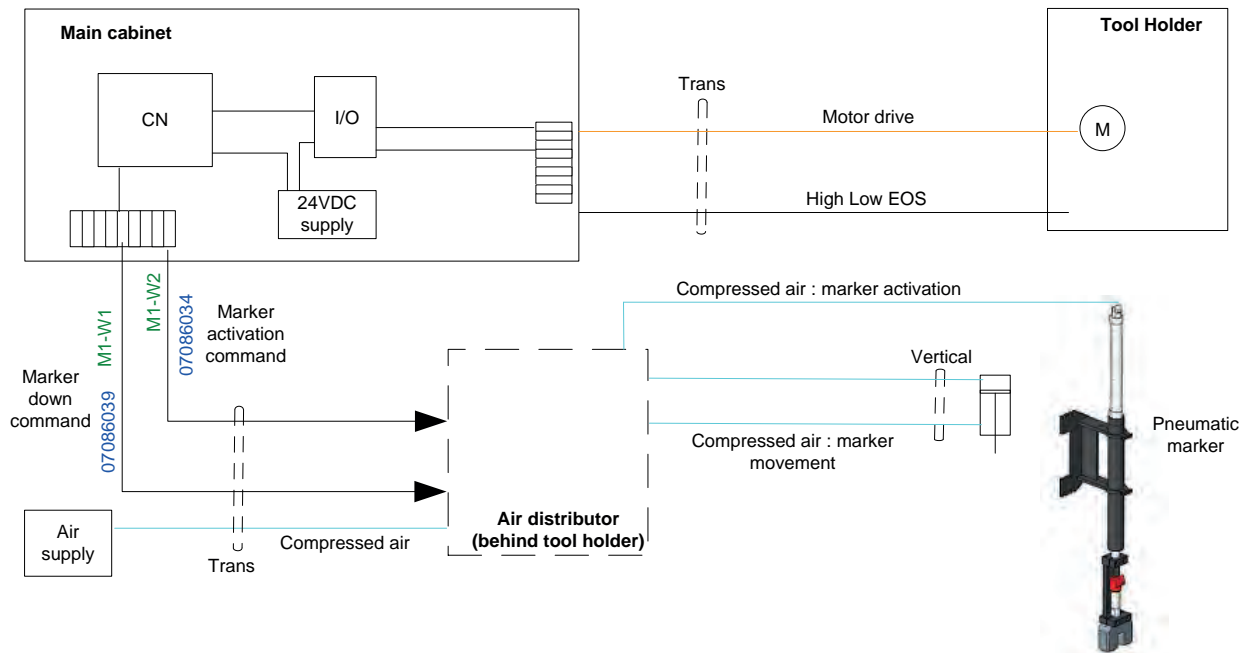 Main cabinet
Tool Holder
CN
I/O
24VDC
supply
Trans
Motor drive
M
High Low EOS
M1-W1
07086039
M1-W2
07086034
Marker
activation
command
Marker
down
command
Compressed air : marker activation
Vertical
Compressed air : marker
movement
Pneumatic
marker
Air
supply
Compressed air
Trans
Air distributor
(behind tool holder)